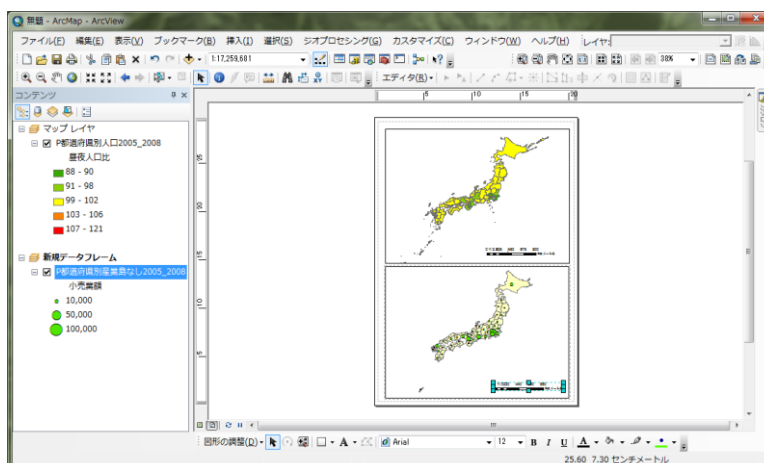 無題 - ArcMap - ArcView
ファイル(F) 編集(E) 表示(V) ブックマーク(B) 挿入(I) 選択(S) ジオプロセシング(G) カスタマイズ(C) ウィンドウ(W) ヘルプ(H) レイヤ:
1:17,259,681 38%
エディタ(R)
コンテンツ
マップ レイヤ
P都道府県別人口2005_2008
昼夜人口比
88 - 90
91 - 98
99 - 102
103 - 106
107 - 121
新規データフレーム
P都道府県別産業島なし2005_2008
小売業額
10,000
50,000
100,000
5 10 15 20
図形の調整(D) A Arial 12 B I U A
25.60 7.30 センチメートル